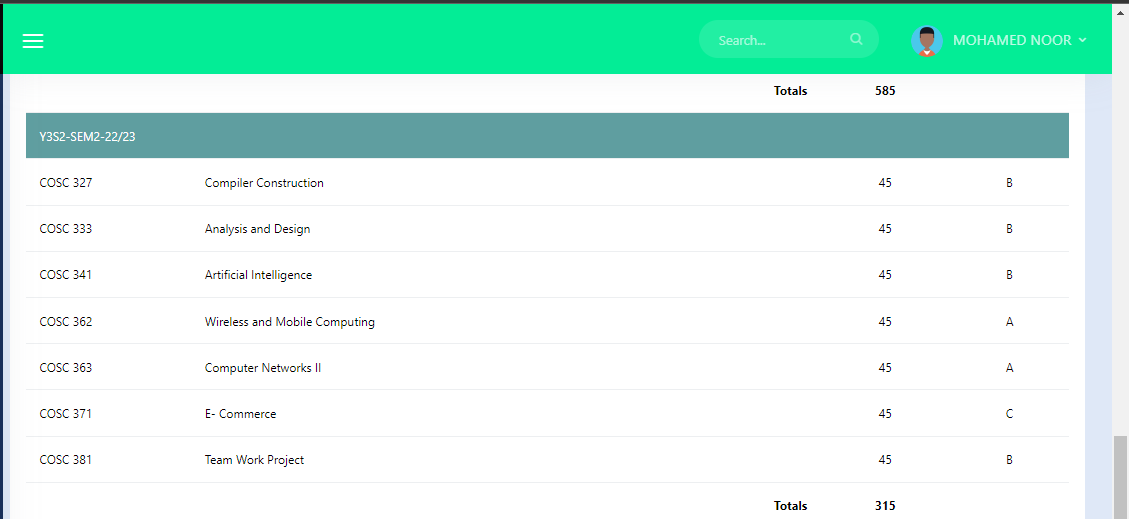 Search...
MOHAMED NOOR
Totals 585
Y3S2-SEM2-22/23
COSC 327 Compiler Construction 45 B
COSC 333 Analysis and Design 45 B
COSC 341 Artificial Intelligence 45 B
COSC 362 Wireless and Mobile Computing 45 A
COSC 363 Computer Networks II 45 A
COSC 371 E- Commerce 45 C
COSC 381 Team Work Project 45 B
Totals 315